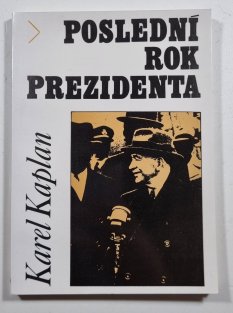 POSLEDNÍ
ROK
PREZIDENTA
Karel Kaplan